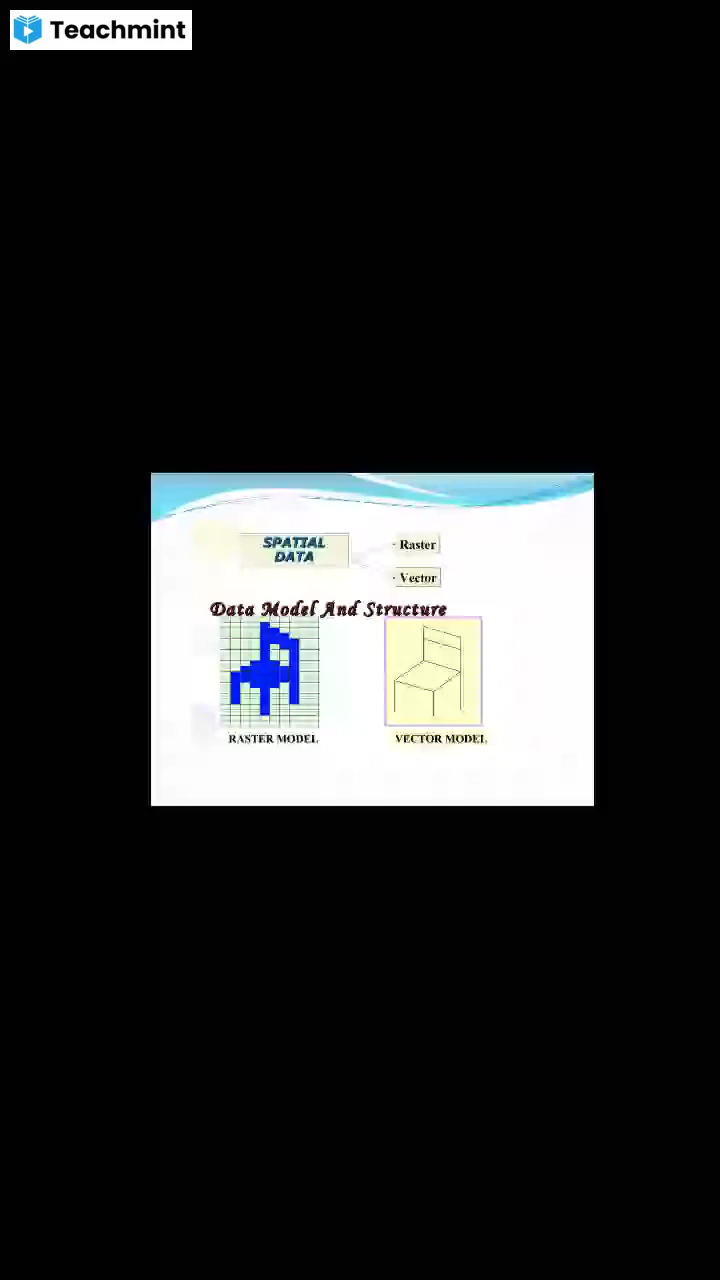 Teachmint
SPATIAL
DATA
· Raster
· Vector
Data Model And Structure
RASTER MODEL
VECTOR MODEL